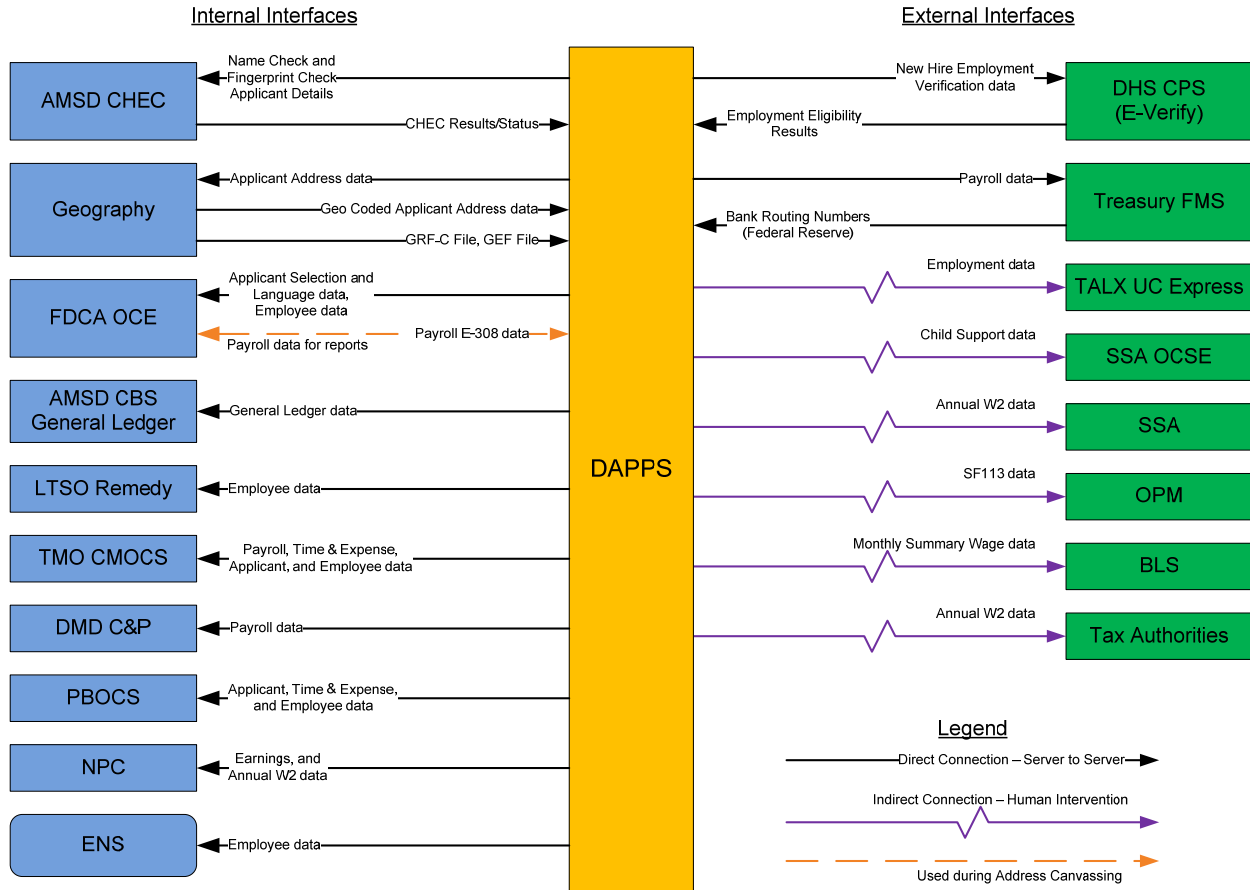 Internal Interfaces
External Interfaces
AMSD CHEC
Name Check and
Fingerprint Check
Applicant Details
CHEC Results/Status
Geography
Applicant Address data
Geo Coded Applicant Address data
GRF-C File, GEF File
FDCA OCE
Applicant Selection and
Language data,
Employee data
Payroll E-308 data
Payroll data for reports
AMSD CBS
General Ledger
General Ledger data
LTSO Remedy
Employee data
TMO CMOCS
Payroll, Time & Expense,
Applicant, and Employee data
DMD C&P
Payroll data
PBOCS
Applicant, Time & Expense,
and Employee data
NPC
Earnings, and
Annual W2 data
ENS
Employee data
DAPPS
New Hire Employment
Verification data
Employment Eligibility
Results
DHS CPS
(E-Verify)
Payroll data
Bank Routing Numbers
(Federal Reserve)
Treasury FMS
Employment data
TALX UC Express
Child Support data
SSA OCSE
Annual W2 data
SSA
SF113 data
OPM
Monthly Summary Wage data
BLS
Annual W2 data
Tax Authorities
Legend
Direct Connection – Server to Server
Indirect Connection – Human Intervention
Used during Address Canvassing